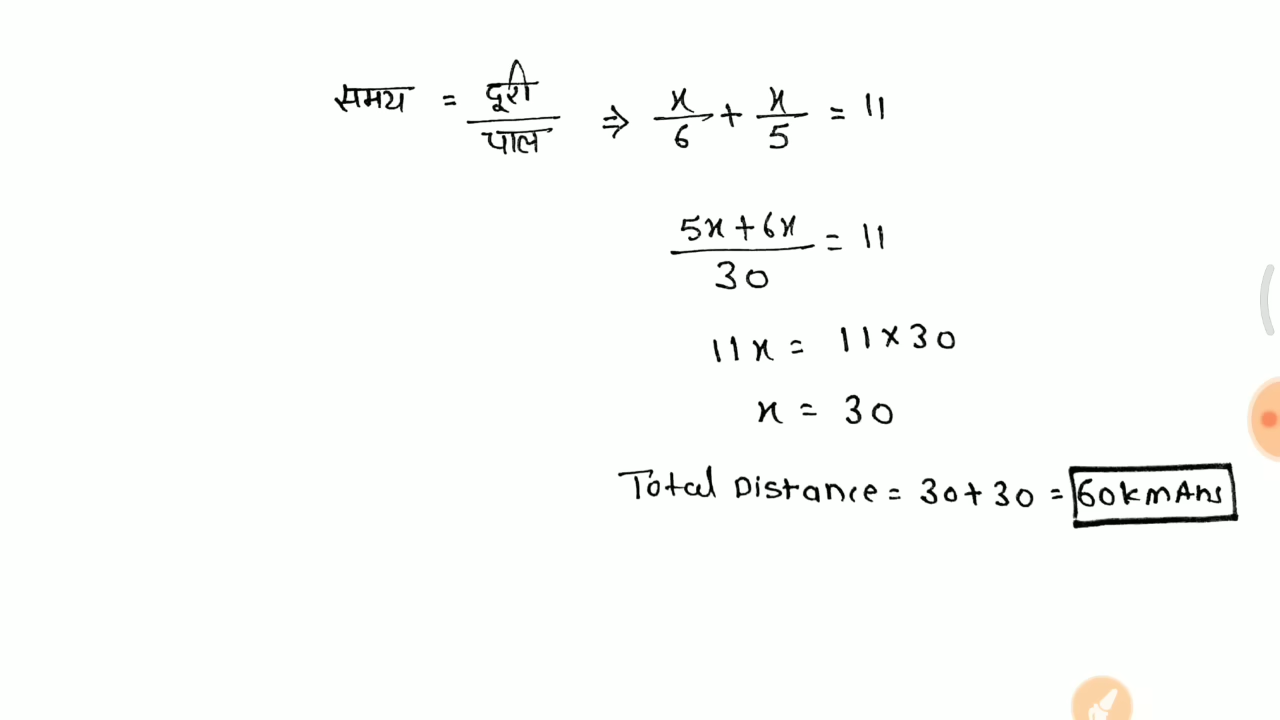 समय = दूरी/पाल ⇒ x/6 + x/5 = 11
5x+6x/30 = 11
11x = 11×30
x = 30
Total Distance = 30+30 = 60km Ans